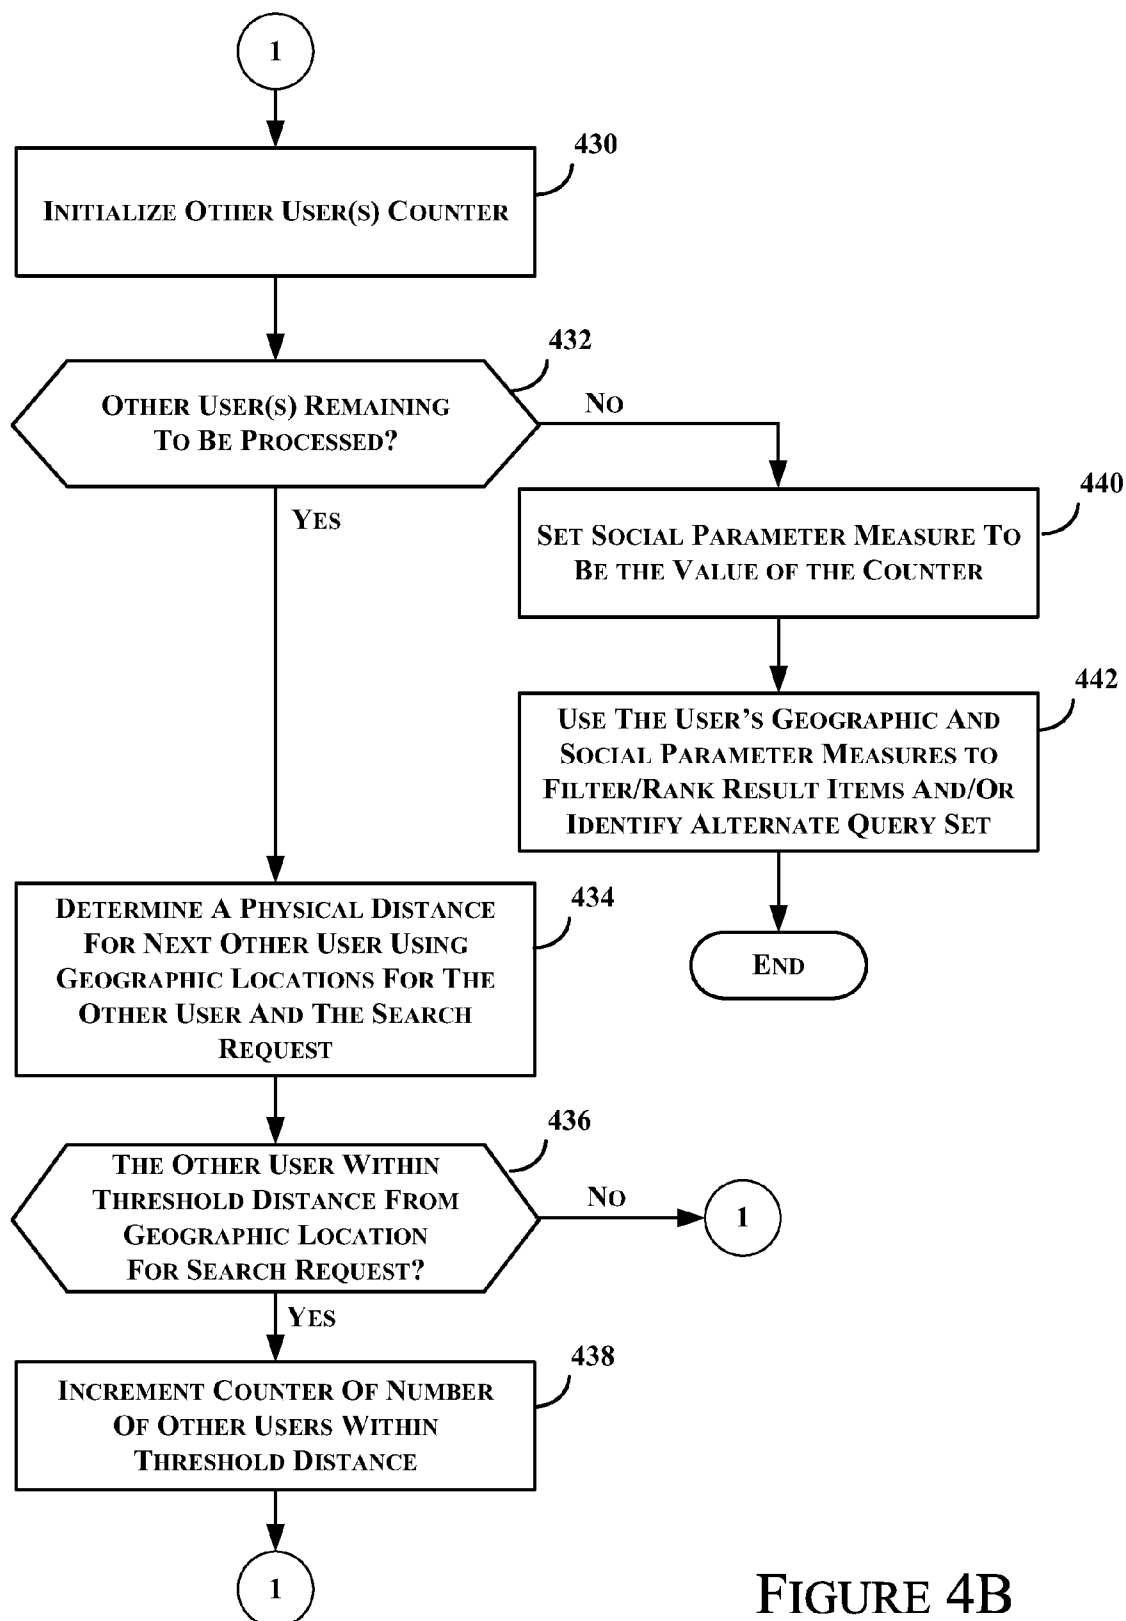 1
430
INITIALIZE OTHER USER(S) COUNTER
432
OTHER USER(S) REMAINING
TO BE PROCESSED?
NO
YES
440
SET SOCIAL PARAMETER MEASURE TO
BE THE VALUE OF THE COUNTER
442
USE THE USER'S GEOGRAPHIC AND
SOCIAL PARAMETER MEASURES TO
FILTER/RANK RESULT ITEMS AND/OR
IDENTIFY ALTERNATE QUERY SET
END
434
DETERMINE A PHYSICAL DISTANCE
FOR NEXT OTHER USER USING
GEOGRAPHIC LOCATIONS FOR THE
OTHER USER AND THE SEARCH
REQUEST
436
THE OTHER USER WITHIN
THRESHOLD DISTANCE FROM
GEOGRAPHIC LOCATION
FOR SEARCH REQUEST?
NO
1
YES
438
INCREMENT COUNTER OF NUMBER
OF OTHER USERS WITHIN
THRESHOLD DISTANCE
1
FIGURE 4B